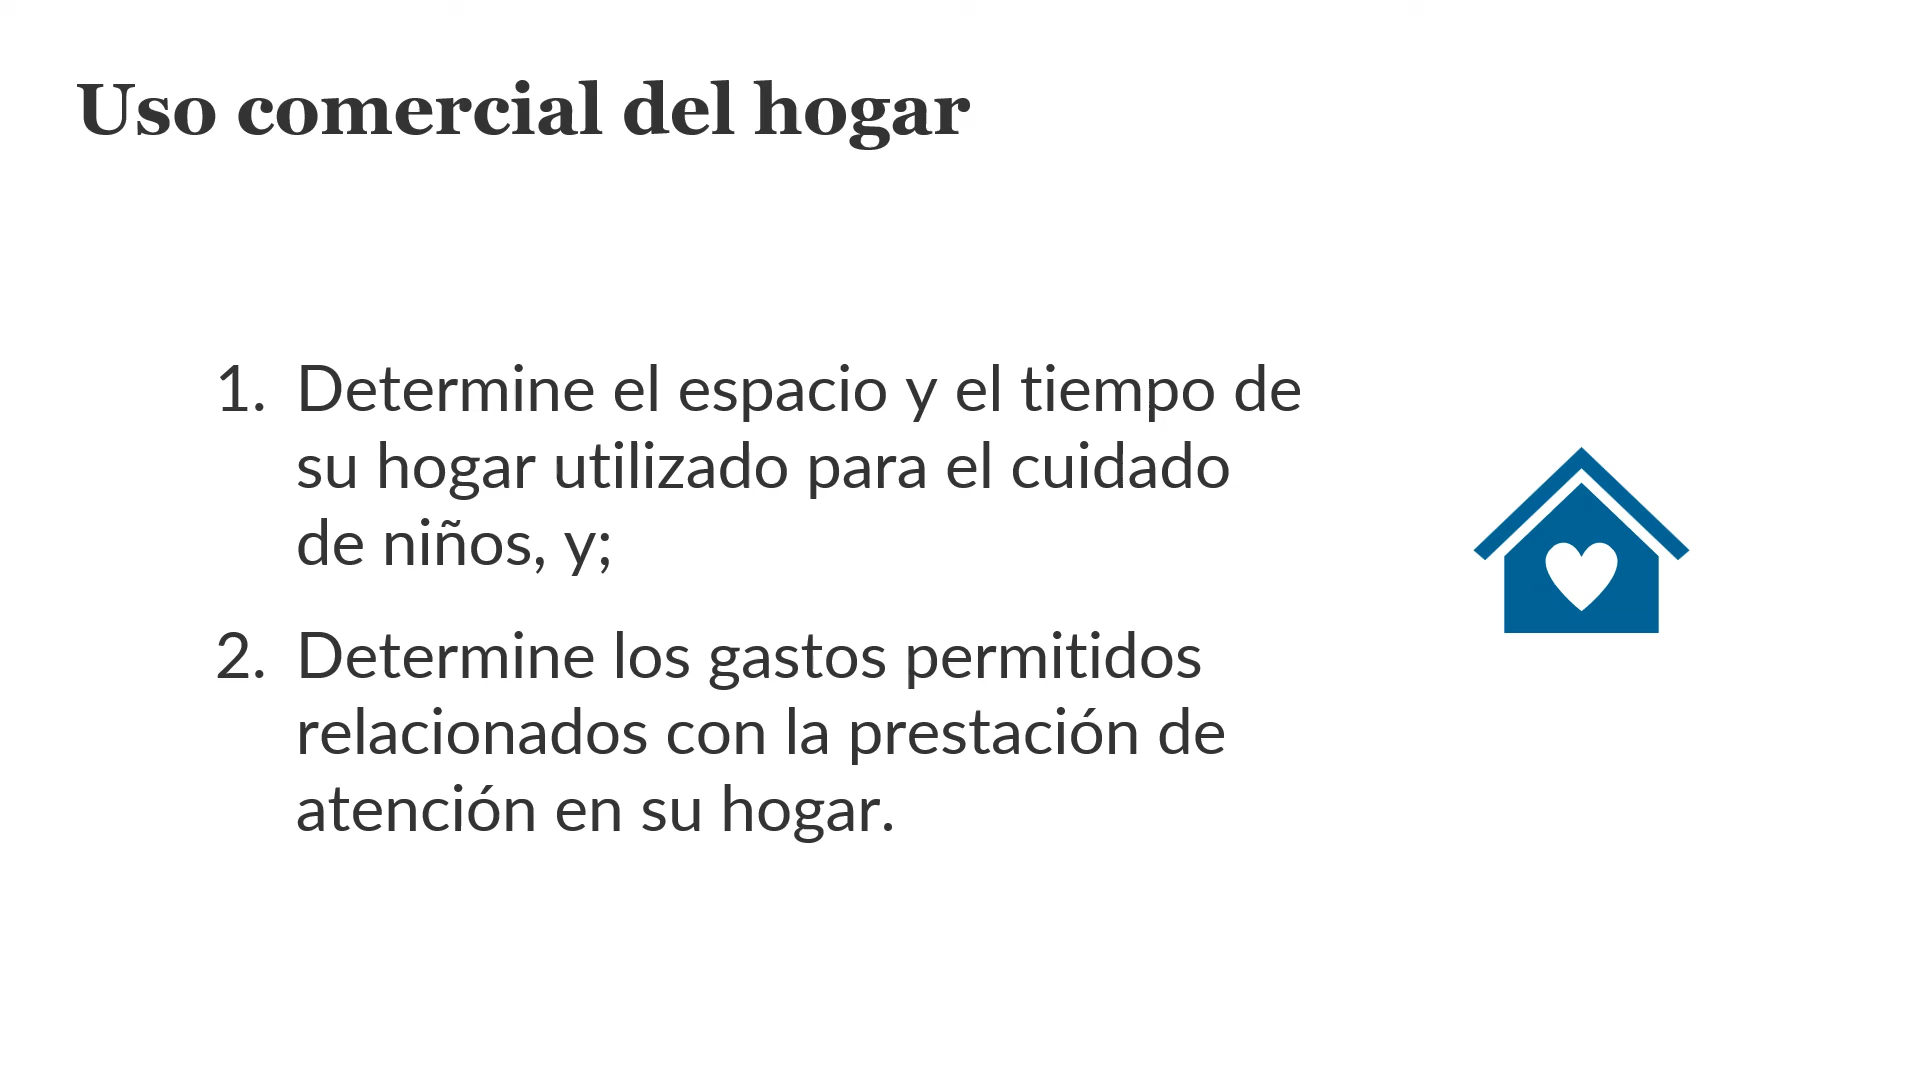 Uso comercial del hogar
1. Determine el espacio y el tiempo de
su hogar utilizado para el cuidado
de niños, y;
2. Determine los gastos permitidos
relacionados con la prestación de
atención en su hogar.